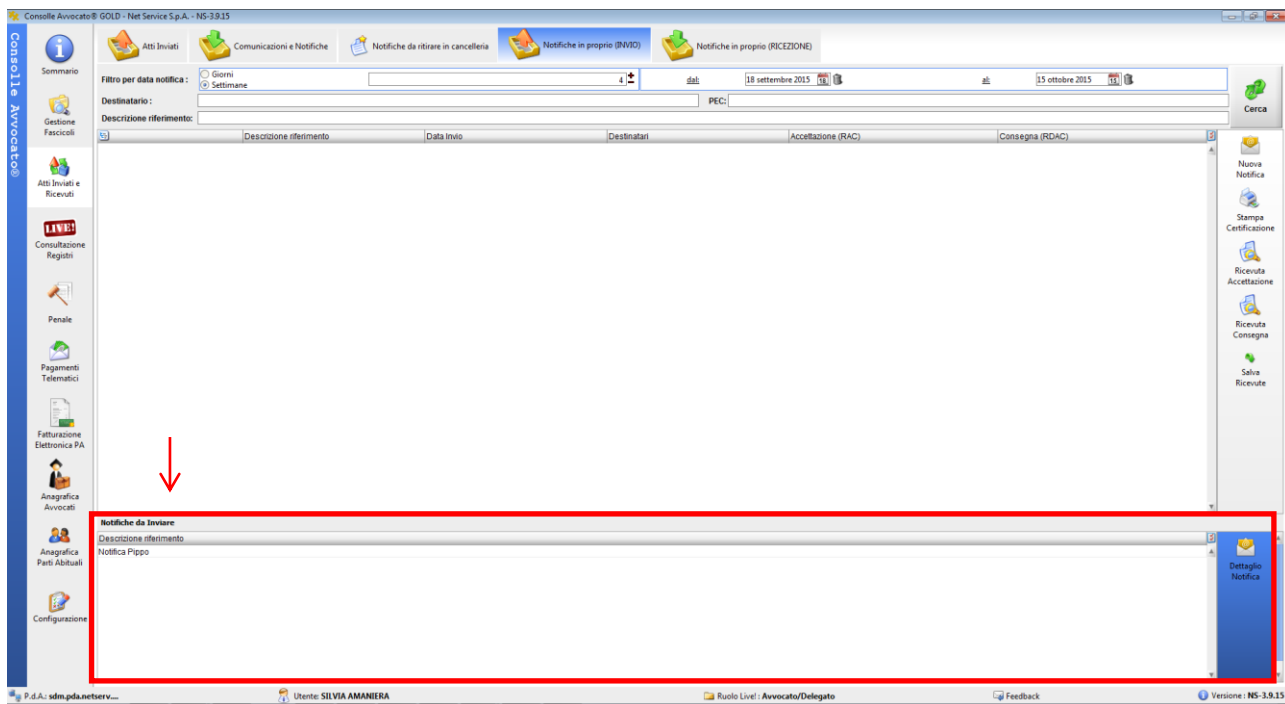 Consolle Avvocato® GOLD - Net Service S.p.A. - NS-3.9.15
Consolle Avvocato®
Sommario
Gestione
Fascicoli
Atti Inviati e
Ricevuti
LIVE!
Consultazione
Registri
Penale
Pagamenti
Telematici
Fatturazione
Elettronica PA
Anagrafica
Avvocati
Anagrafica
Parti Abituali
Configurazione
Atti Inviati
Comunicazioni e Notifiche
Notifiche da ritirare in cancelleria
Notifiche in proprio (INVIO)
Notifiche in proprio (RICEZIONE)
Filtro per data notifica : Giorni
Settimane
4 dal: 18 settembre 2015 18 al: 15 ottobre 2015 15
Destinatario : PEC:
Descrizione riferimento:
Cerca
Descrizione riferimento Data Invio Destinatari Accettazione (RAC) Consegna (RDAC)
Nuova
Notifica
Stampa
Certificazione
Ricevuta
Accettazione
Ricevuta
Consegna
Salva
Ricevute
Notifiche da Inviare
Descrizione riferimento
Notifica Pippo
Dettaglio
Notifica
P.d.A.: sdm.pda.netserv.... Utente: SILVIA AMANIERA Ruolo Live! : Avvocato/Delegato Feedback Versione : NS-3.9.15